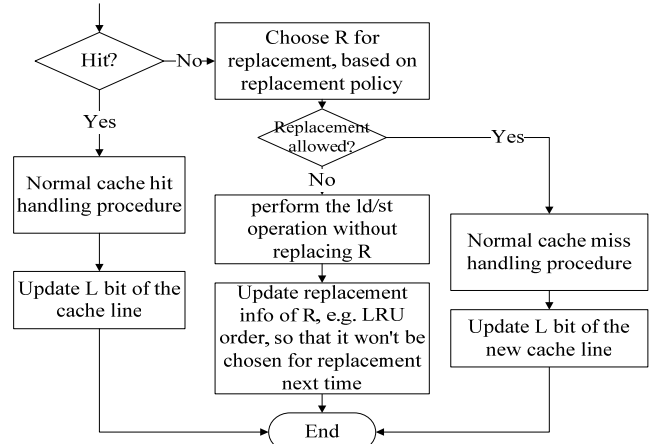 Hit?
No
Choose R for
replacement, based on
replacement policy
Yes
Replacement
allowed?
Yes
No
Normal cache hit
handling procedure
perform the ld/st
operation without
replacing R
Normal cache miss
handling procedure
Update L bit of the
cache line
Update replacement
info of R, e.g. LRU
order, so that it won't be
chosen for replacement
next time
Update L bit of the
new cache line
End